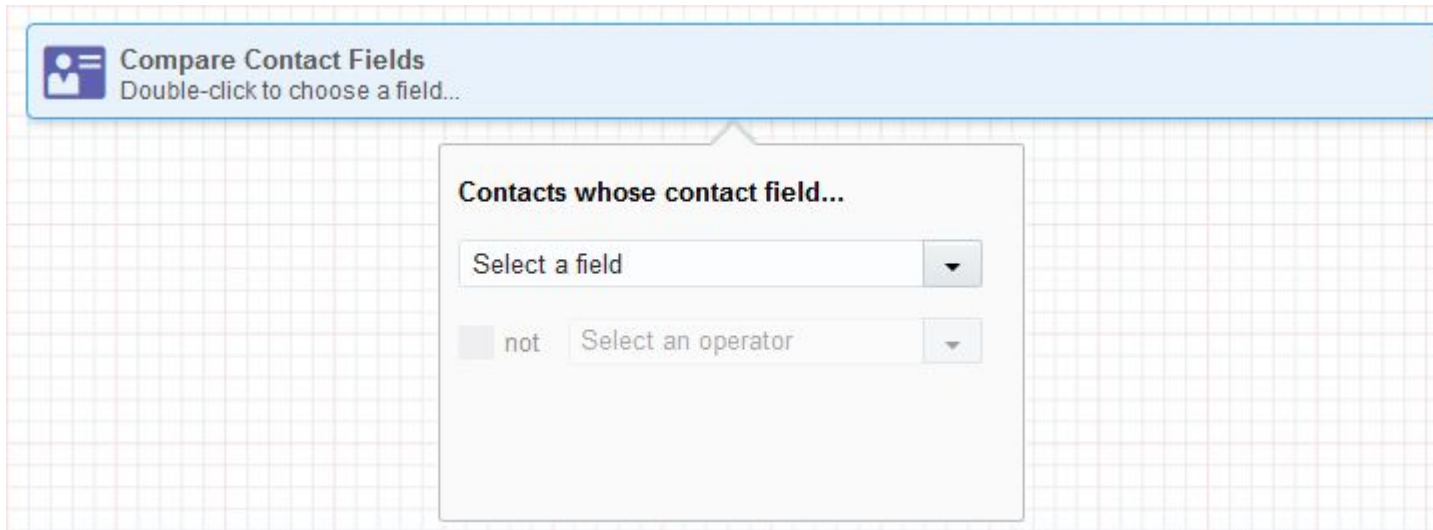 Compare Contact Fields
Double-click to choose a field...
Contacts whose contact field...
Select a field
not Select an operator